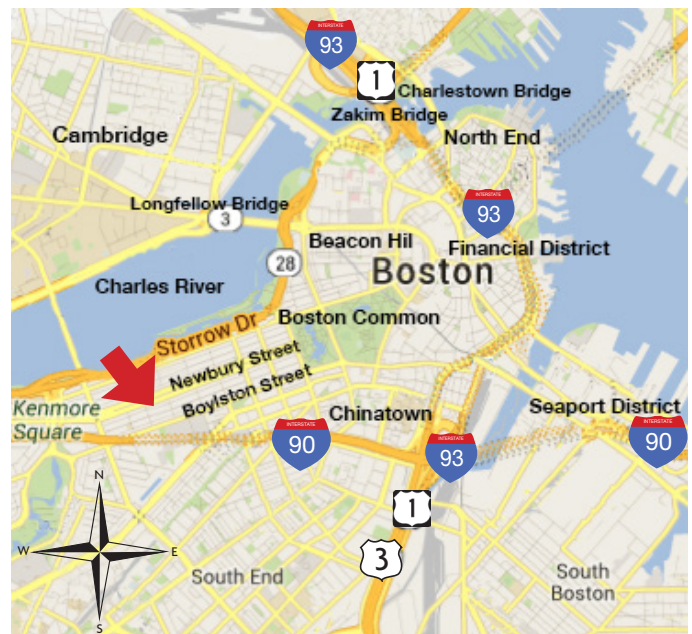 INTERSTATE
93
1
Charlestown Bridge
Zakim Bridge
Cambridge
North End
Longfellow Bridge
3
INTERSTATE
93
Beacon Hil
Financial District
28
Boston
Charles River
Boston Common
Storrow Dr
Newbury Street
Boylston Street
Kenmore
Square
Chinatown
Seaport District
INTERSTATE
90
INTERSTATE
93
INTERSTATE
90
N
W
E
S
1
3
South End
South
Boston